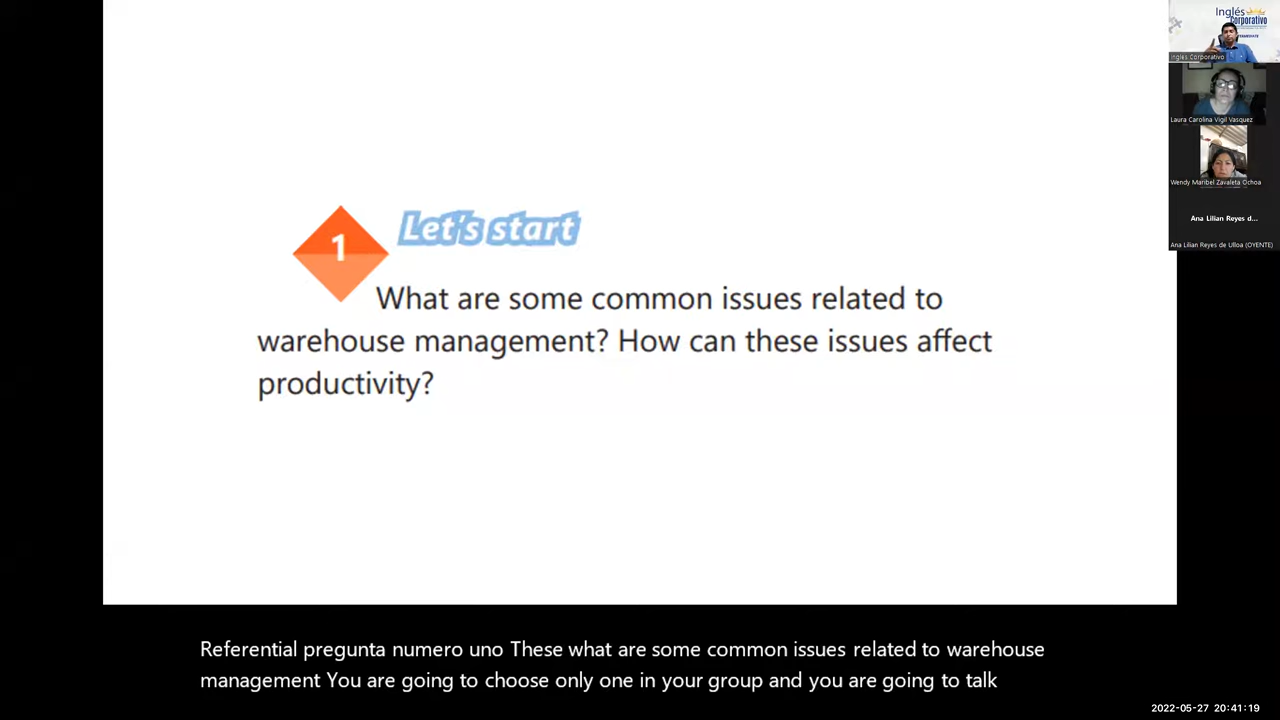 1
Let's start
What are some common issues related to
warehouse management? How can these issues affect
productivity?
Inglés
Corporativo
Inglés Corporativo
Laura Carolina Vigil Vasquez
Wendy Maribel Zavaleta Ochoa
Ana Lilian Reyes d...
Ana Lilian Reyes de Ulloa (OYENTE)
Referential pregunta numero uno These what are some common issues related to warehouse
management You are going to choose only one in your group and you are going to talk
2022-05-27 20:41:19